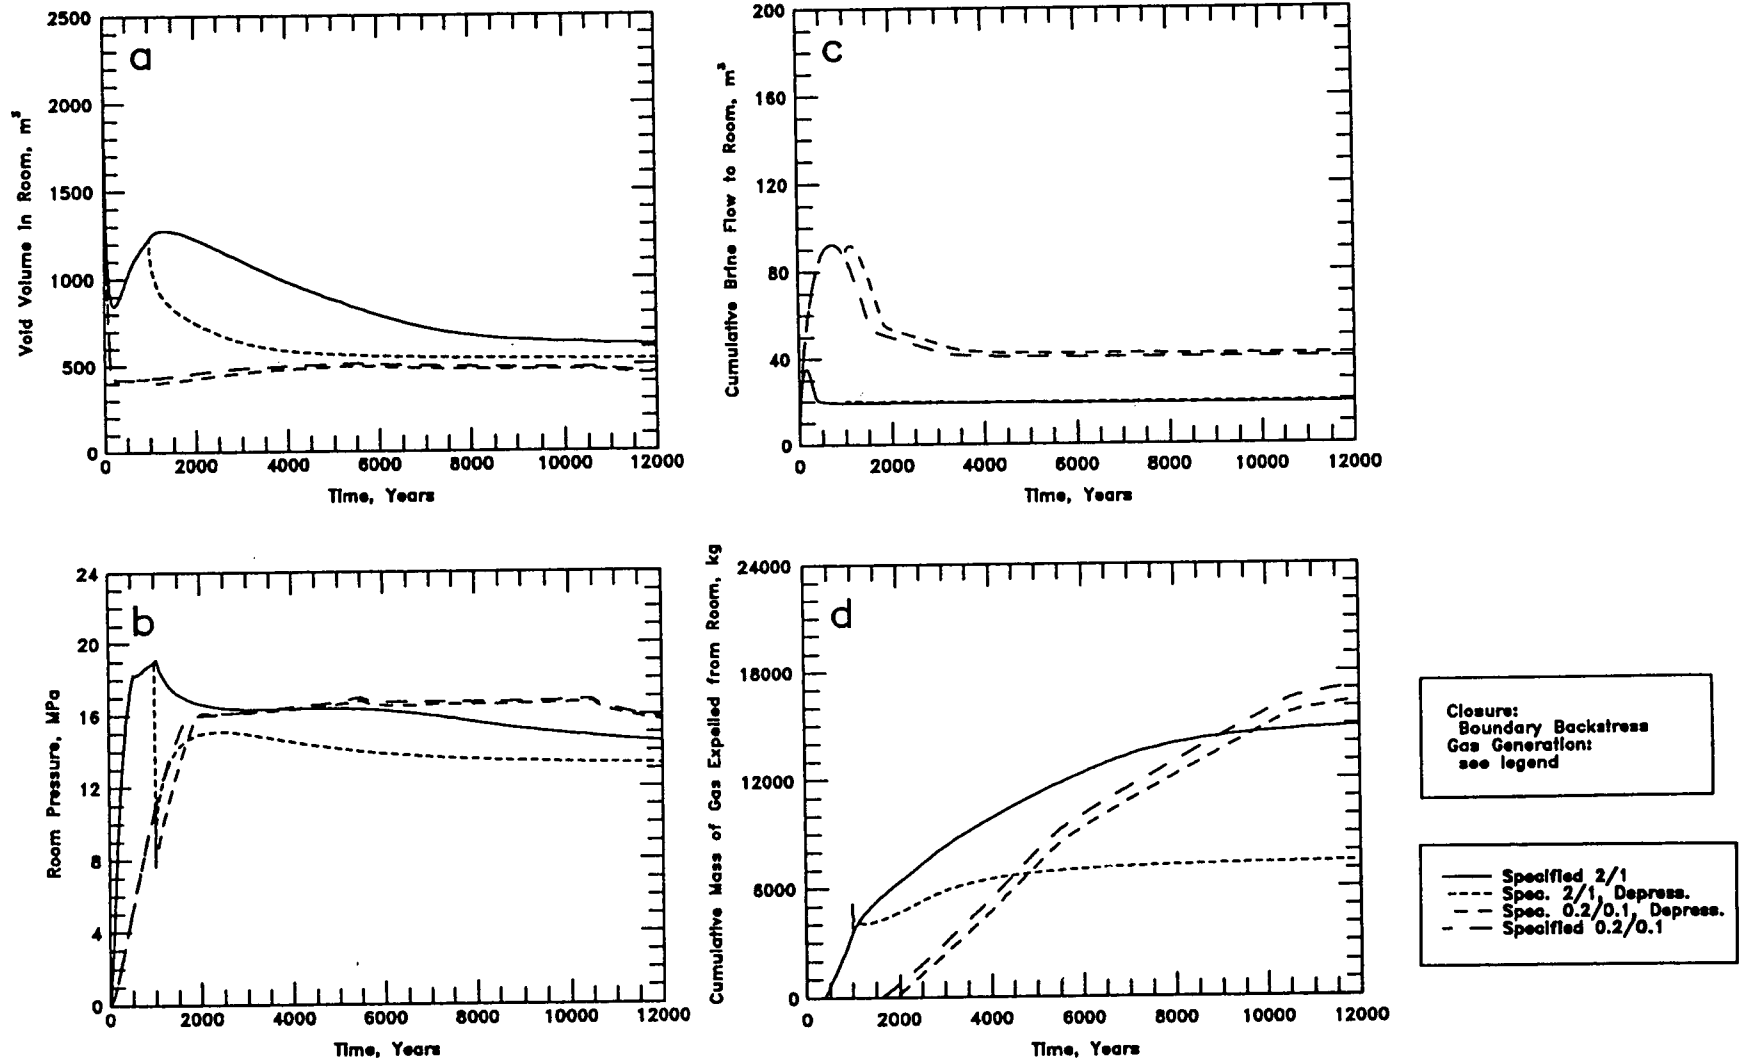 a
2500
2000
1500
1000
500
0
Void Volume in Room, m³
0 2000 4000 6000 8000 10000 12000
Time, Years
c
200
160
120
80
40
0
Cumulative Brine Flow to Room, m³
0 2000 4000 6000 8000 10000 12000
Time, Years
b
24
20
16
12
8
4
0
Room Pressure, MPa
0 2000 4000 6000 8000 10000 12000
Time, Years
d
24000
18000
12000
6000
0
Cumulative Mass of Gas Expelled from Room, kg
0 2000 4000 6000 8000 10000 12000
Time, Years
Closure:
Boundary Backstress
Gas Generation:
see legend
Specified 2/1
Spec. 2/1, Depress.
Spec. 0.2/0.1, Depress.
Specified 0.2/0.1